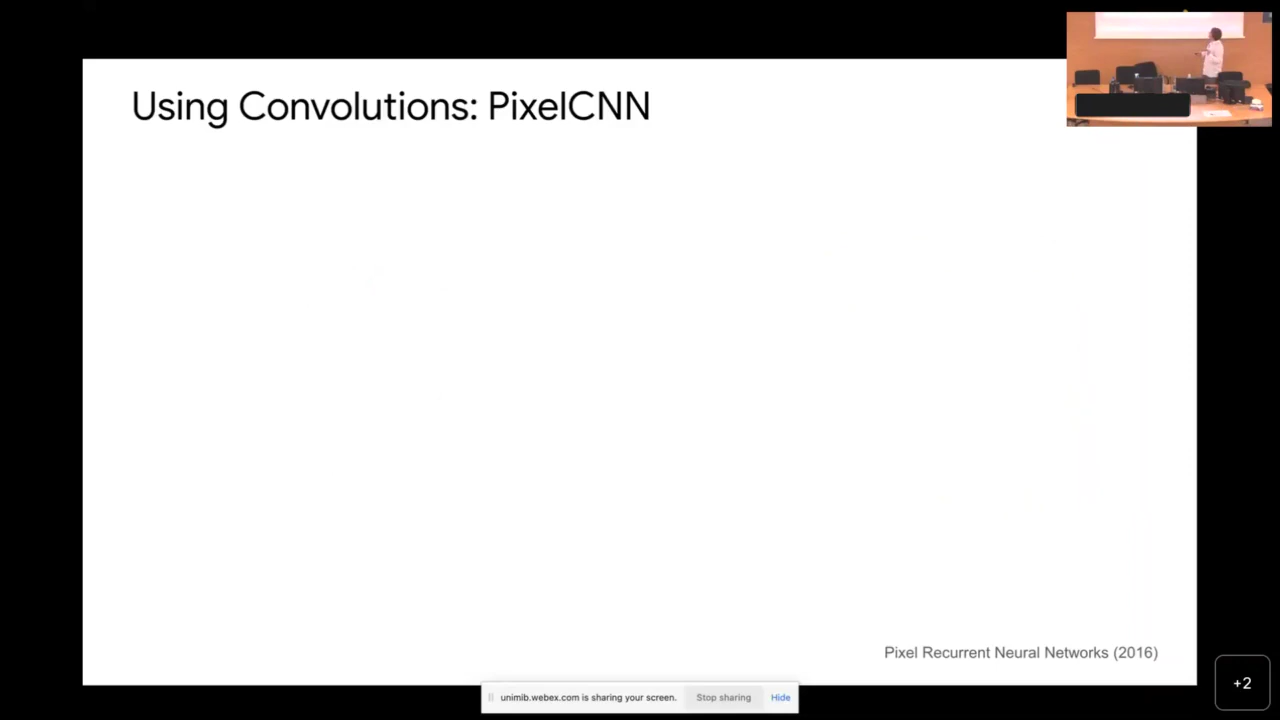 Using Convolutions: PixelCNN
Pixel Recurrent Neural Networks (2016)
+2
unimib.webex.com is sharing your screen. Stop sharing Hide